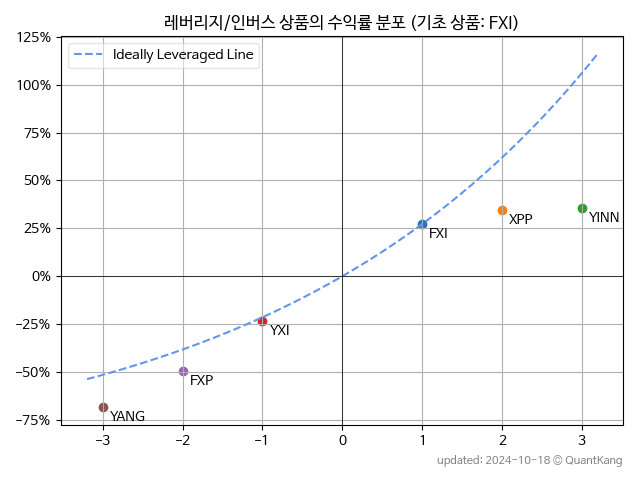 레버리지/인버스 상품의 수익률 분포 (기초 상품: FXI)
125%
100%
75%
50%
25%
0%
−25%
−50%
−75%
Ideally Leveraged Line
YINN
XPP
FXI
YXI
FXP
YANG
−3
−2
−1
0
1
2
3
updated: 2024-10-18 © QuantKang